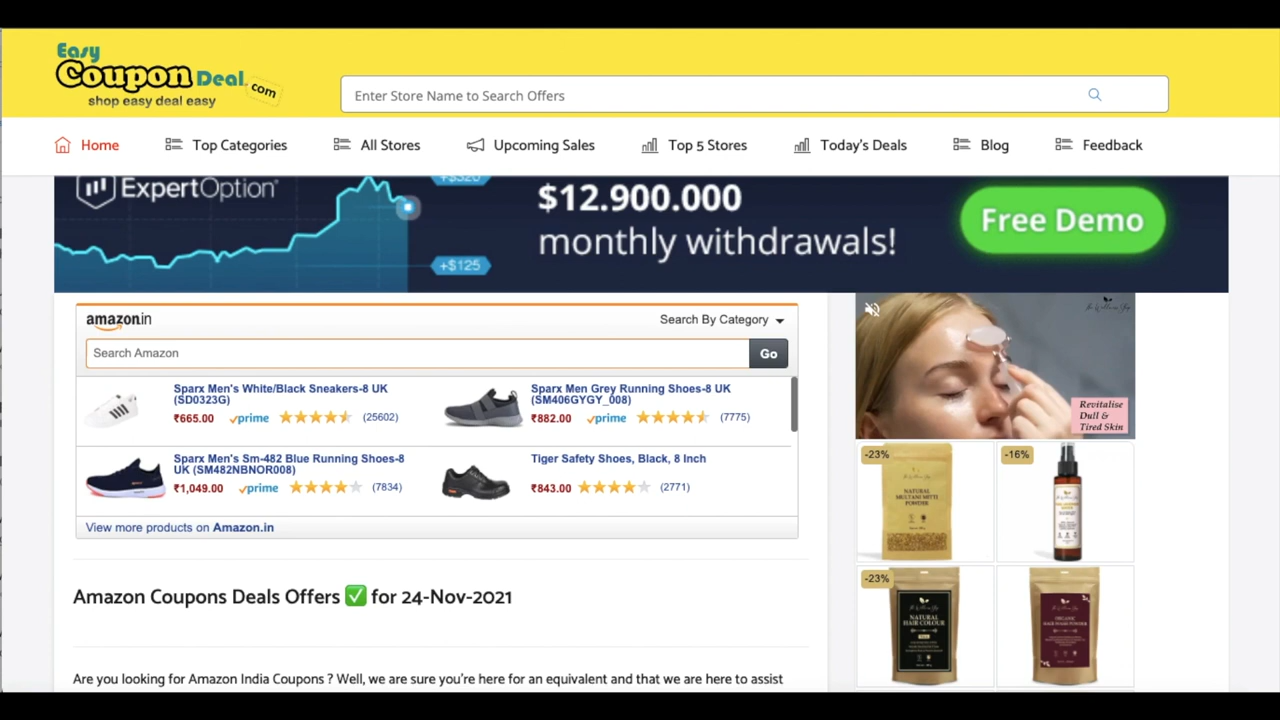 Easy
Coupon Deal.com
shop easy deal easy
Enter Store Name to Search Offers
Home
Top Categories
All Stores
Upcoming Sales
Top 5 Stores
Today's Deals
Blog
Feedback
ExpertOption
+$320
+$125
$12.900.000
monthly withdrawals!
Free Demo
amazon.in
Search By Category
Search Amazon
Go
Sparx Men's White/Black Sneakers-8 UK
(SD0323G)
₹665.00 prime (25602)
Sparx Men Grey Running Shoes-8 UK
(SM406GYGY_008)
₹882.00 prime (7775)
Sparx Men's Sm-482 Blue Running Shoes-8
UK (SM482NBNOR008)
₹1,049.00 prime (7834)
Tiger Safety Shoes, Black, 8 Inch
₹843.00 (2771)
View more products on Amazon.in
Amazon Coupons Deals Offers ✅ for 24-Nov-2021
Are you looking for Amazon India Coupons ? Well, we are sure you're here for an equivalent and that we are here to assist
Revitalise
Dull &
Tired Skin
-23%
NATURAL
MULTANI MITTI
POWDER
-16%
-23%
NATURAL
HAIR COLOUR
ORGANIC
HAIR WASH POWDER